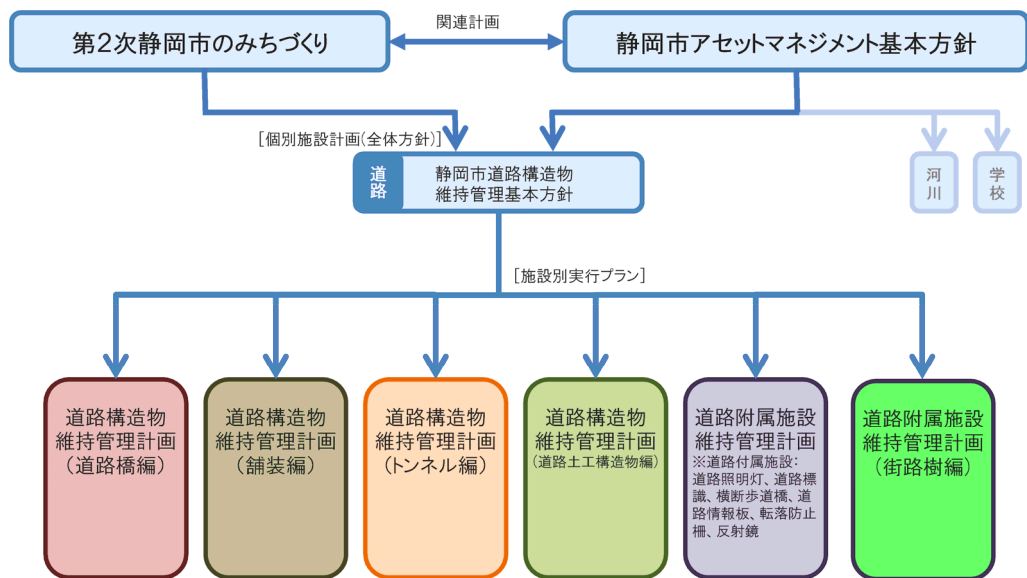 関連計画
第2次静岡市のみちづくり
静岡市アセットマネジメント基本方針
[個別施設計画(全体方針)]
道路
静岡市道路構造物
維持管理基本方針
河川
学校
[施設別実行プラン]
道路構造物
維持管理計画
(道路橋編)
道路構造物
維持管理計画
(舗装編)
道路構造物
維持管理計画
(トンネル編)
道路構造物
維持管理計画
(道路土工構造物編)
道路附属施設
維持管理計画
※道路付属施設:
道路照明灯、道路標
識、横断歩道橋、道
路情報板、転落防止
柵、反射鏡
道路附属施設
維持管理計画
(街路樹編)